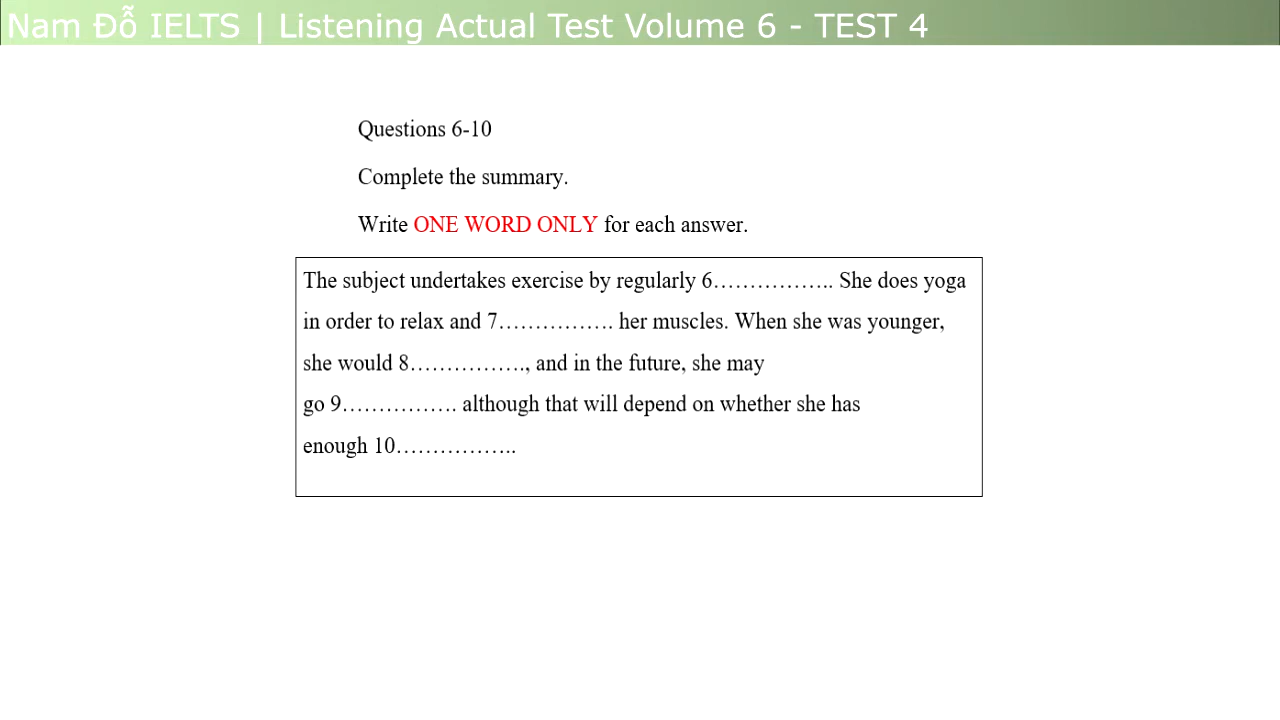 Nam Đỗ IELTS | Listening Actual Test Volume 6 - TEST 4
Questions 6-10
Complete the summary.
Write ONE WORD ONLY for each answer.
The subject undertakes exercise by regularly 6…………….. She does yoga
in order to relax and 7……………. her muscles. When she was younger,
she would 8……………., and in the future, she may
go 9……………. although that will depend on whether she has
enough 10……………..